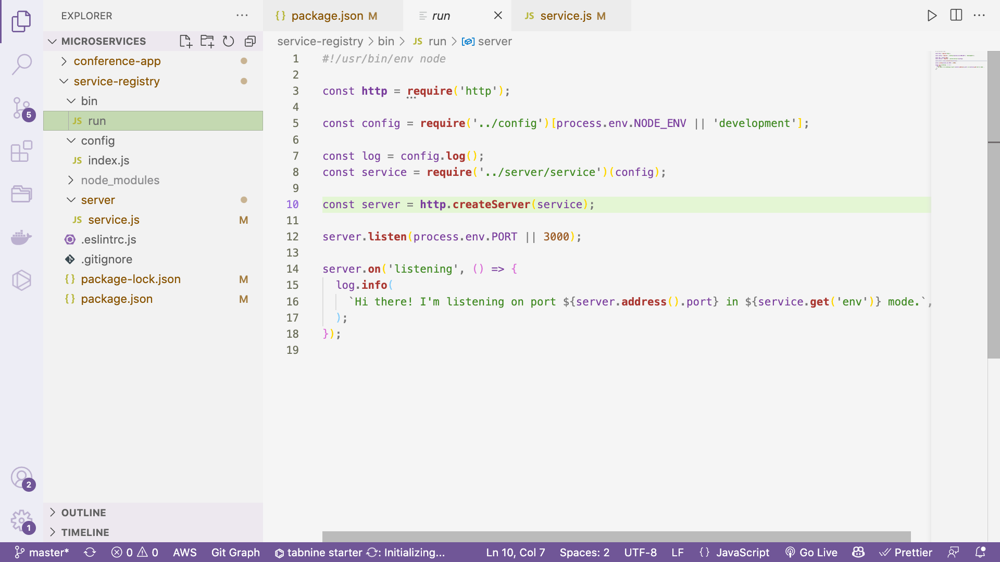 EXPLORER
MICROSERVICES
conference-app
service-registry
bin
JS run
config
JS index.js
node_modules
server
JS service.js M
.eslintrc.js
.gitignore
{} package-lock.json M
{} package.json M
OUTLINE
TIMELINE
5
2
1
{} package.json M
run
JS service.js M
service-registry > bin > JS run > server
1 #!/usr/bin/env node
2
3 const http = require('http');
4
5 const config = require('../config')[process.env.NODE_ENV || 'development'];
6
7 const log = config.log();
8 const service = require('../server/service')(config);
9
10 const server = http.createServer(service);
11
12 server.listen(process.env.PORT || 3000);
13
14 server.on('listening', () => {
15 log.info(
16 `Hi there! I'm listening on port ${server.address().port} in ${service.get('env')} mode.`,
17 );
18 });
19
master* 0 0 AWS Git Graph tabnine starter : Initializing... Ln 10, Col 7 Spaces: 2 UTF-8 LF {} JavaScript Go Live Prettier